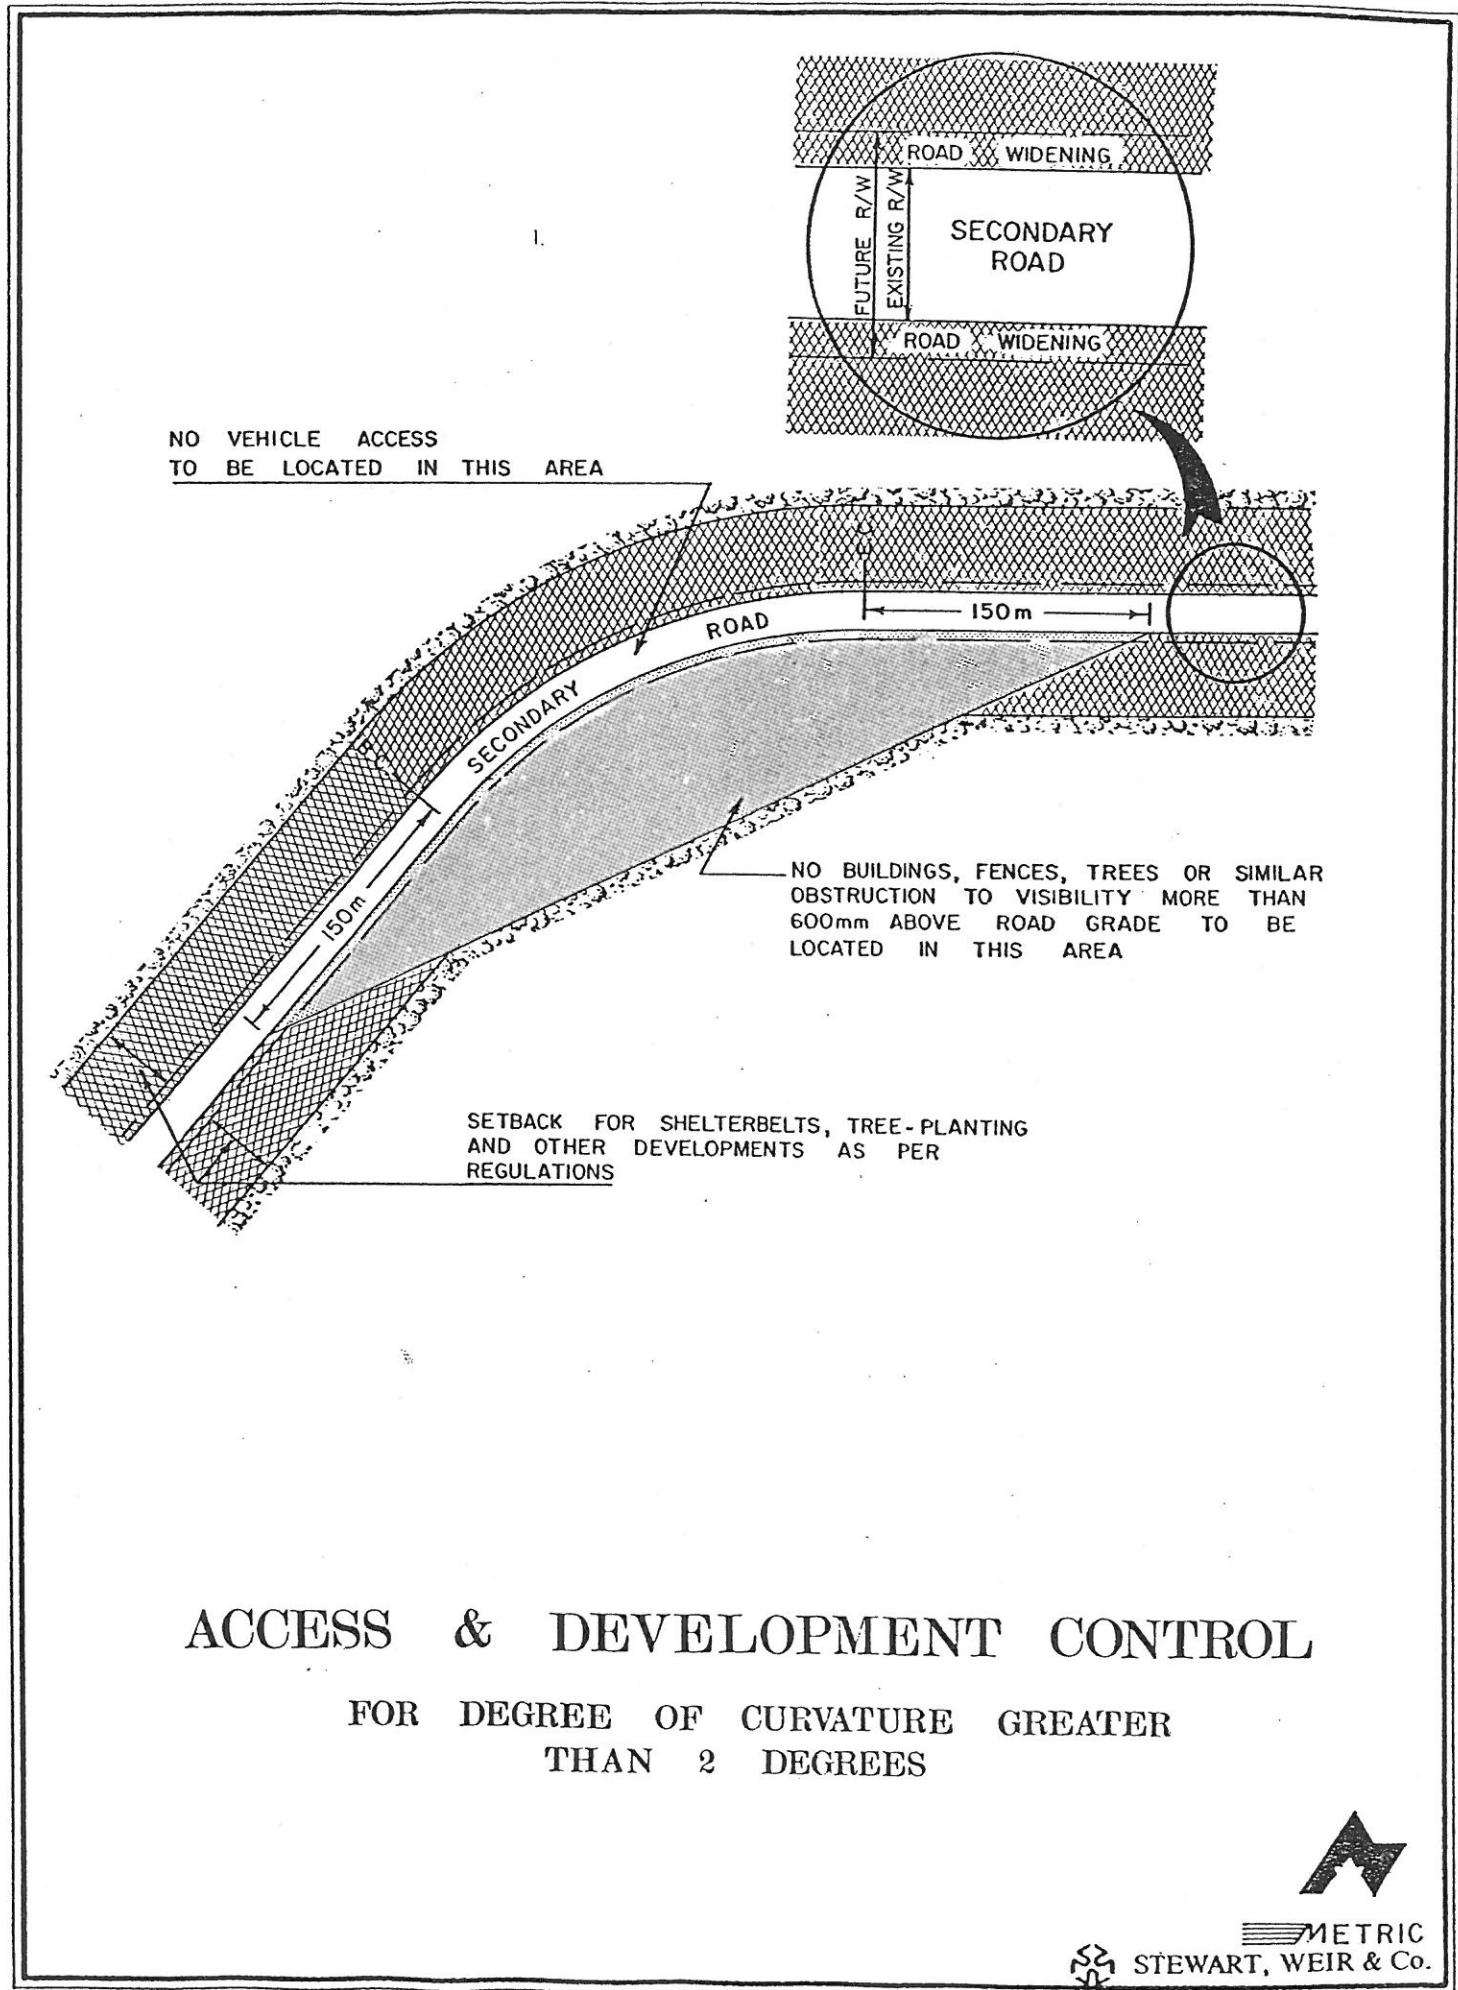 ROAD WIDENING
FUTURE R/W
EXISTING R/W
SECONDARY
ROAD
ROAD WIDENING
1.
NO VEHICLE ACCESS
TO BE LOCATED IN THIS AREA
E.C.
150m
ROAD
SECONDARY
B.C.
150m
NO BUILDINGS, FENCES, TREES OR SIMILAR
OBSTRUCTION TO VISIBILITY MORE THAN
600mm ABOVE ROAD GRADE TO BE
LOCATED IN THIS AREA
SETBACK FOR SHELTERBELTS, TREE-PLANTING
AND OTHER DEVELOPMENTS AS PER
REGULATIONS
ACCESS & DEVELOPMENT CONTROL
FOR DEGREE OF CURVATURE GREATER
THAN 2 DEGREES
METRIC
STEWART, WEIR & Co.